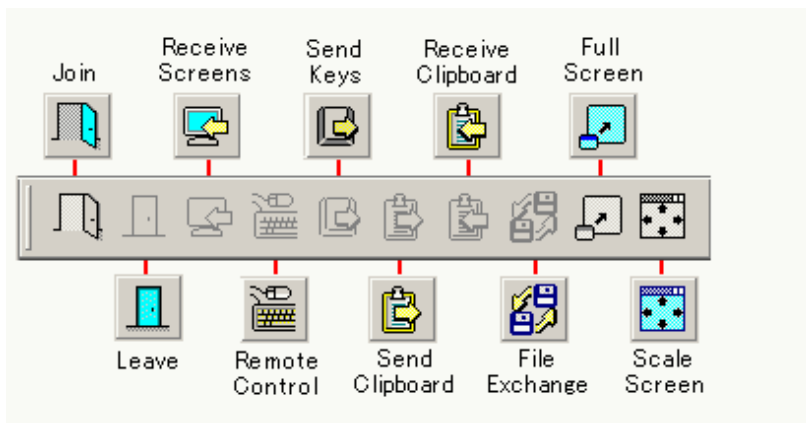 Join
Receive
Screens
Send
Keys
Receive
Clipboard
Full
Screen
Leave
Remote
Control
Send
Clipboard
File
Exchange
Scale
Screen